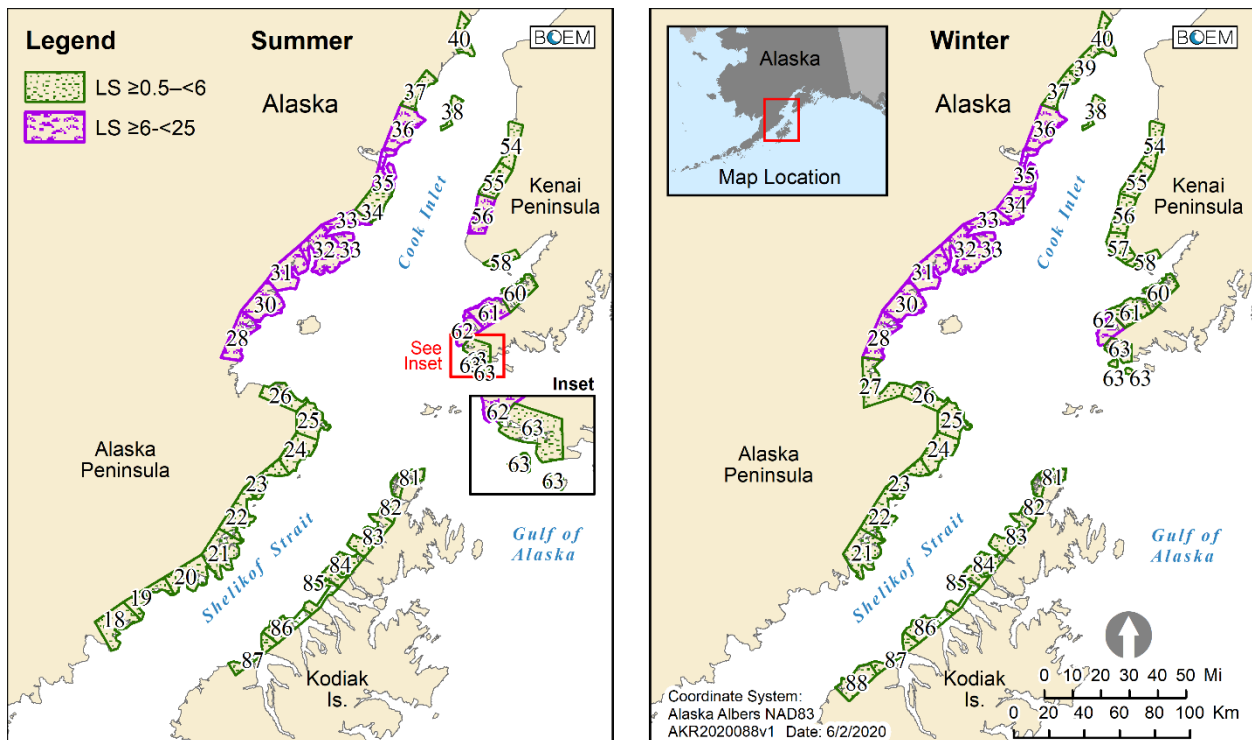 Legend
LS ≥0.5–<6
LS ≥6-<25
Summer
BOEM
Alaska
40
37
38
36
35
34
33
32
33
31
30
28
54
55
56
58
60
61
62
63
63
63
Cook Inlet
Kenai
Peninsula
See
Inset
Inset
62
63
63
63
26
25
24
23
22
21
20
19
18
Alaska
Peninsula
Shelikof Strait
81
82
83
84
85
86
87
Gulf of
Alaska
Kodiak
Is.
Winter
BOEM
Alaska
Map Location
Alaska
40
39
37
38
36
35
34
33
32
33
31
30
28
27
26
25
24
23
22
21
54
55
56
57
58
60
61
62
63
63
63
Cook Inlet
Kenai
Peninsula
Alaska
Peninsula
Shelikof Strait
81
82
83
84
85
86
87
88
Gulf of
Alaska
Kodiak
Is.
0 10 20 30 40 50 Mi
0 20 40 60 80 100 Km
Coordinate System:
Alaska Albers NAD83
AKR2020088v1 Date: 6/2/2020